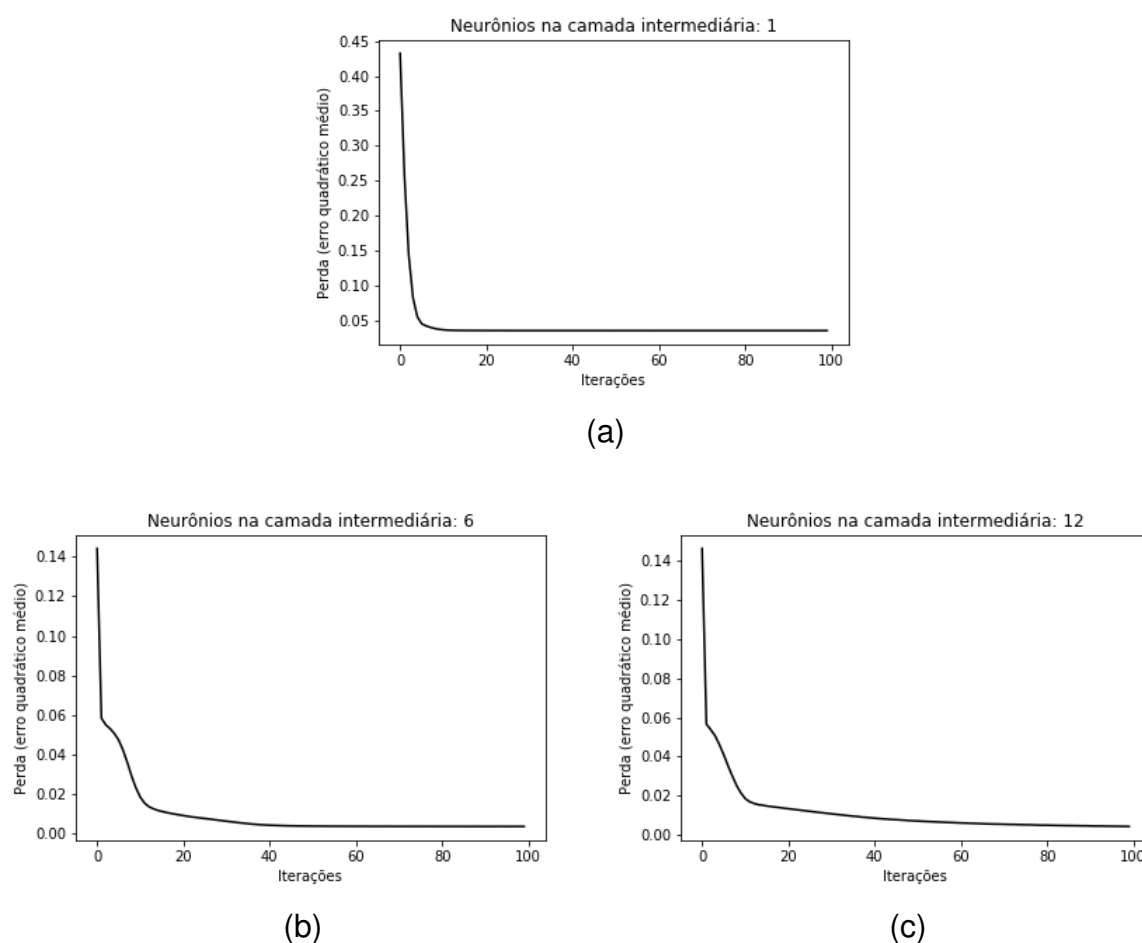 Neurônios na camada intermediária: 1
0.45
0.40
0.35
0.30
0.25
0.20
0.15
0.10
0.05
Perda (erro quadrático médio)
0 20 40 60 80 100
Iterações
(a)
Neurônios na camada intermediária: 6
0.14
0.12
0.10
0.08
0.06
0.04
0.02
0.00
Perda (erro quadrático médio)
0 20 40 60 80 100
Iterações
(b)
Neurônios na camada intermediária: 12
0.14
0.12
0.10
0.08
0.06
0.04
0.02
0.00
Perda (erro quadrático médio)
0 20 40 60 80 100
Iterações
(c)